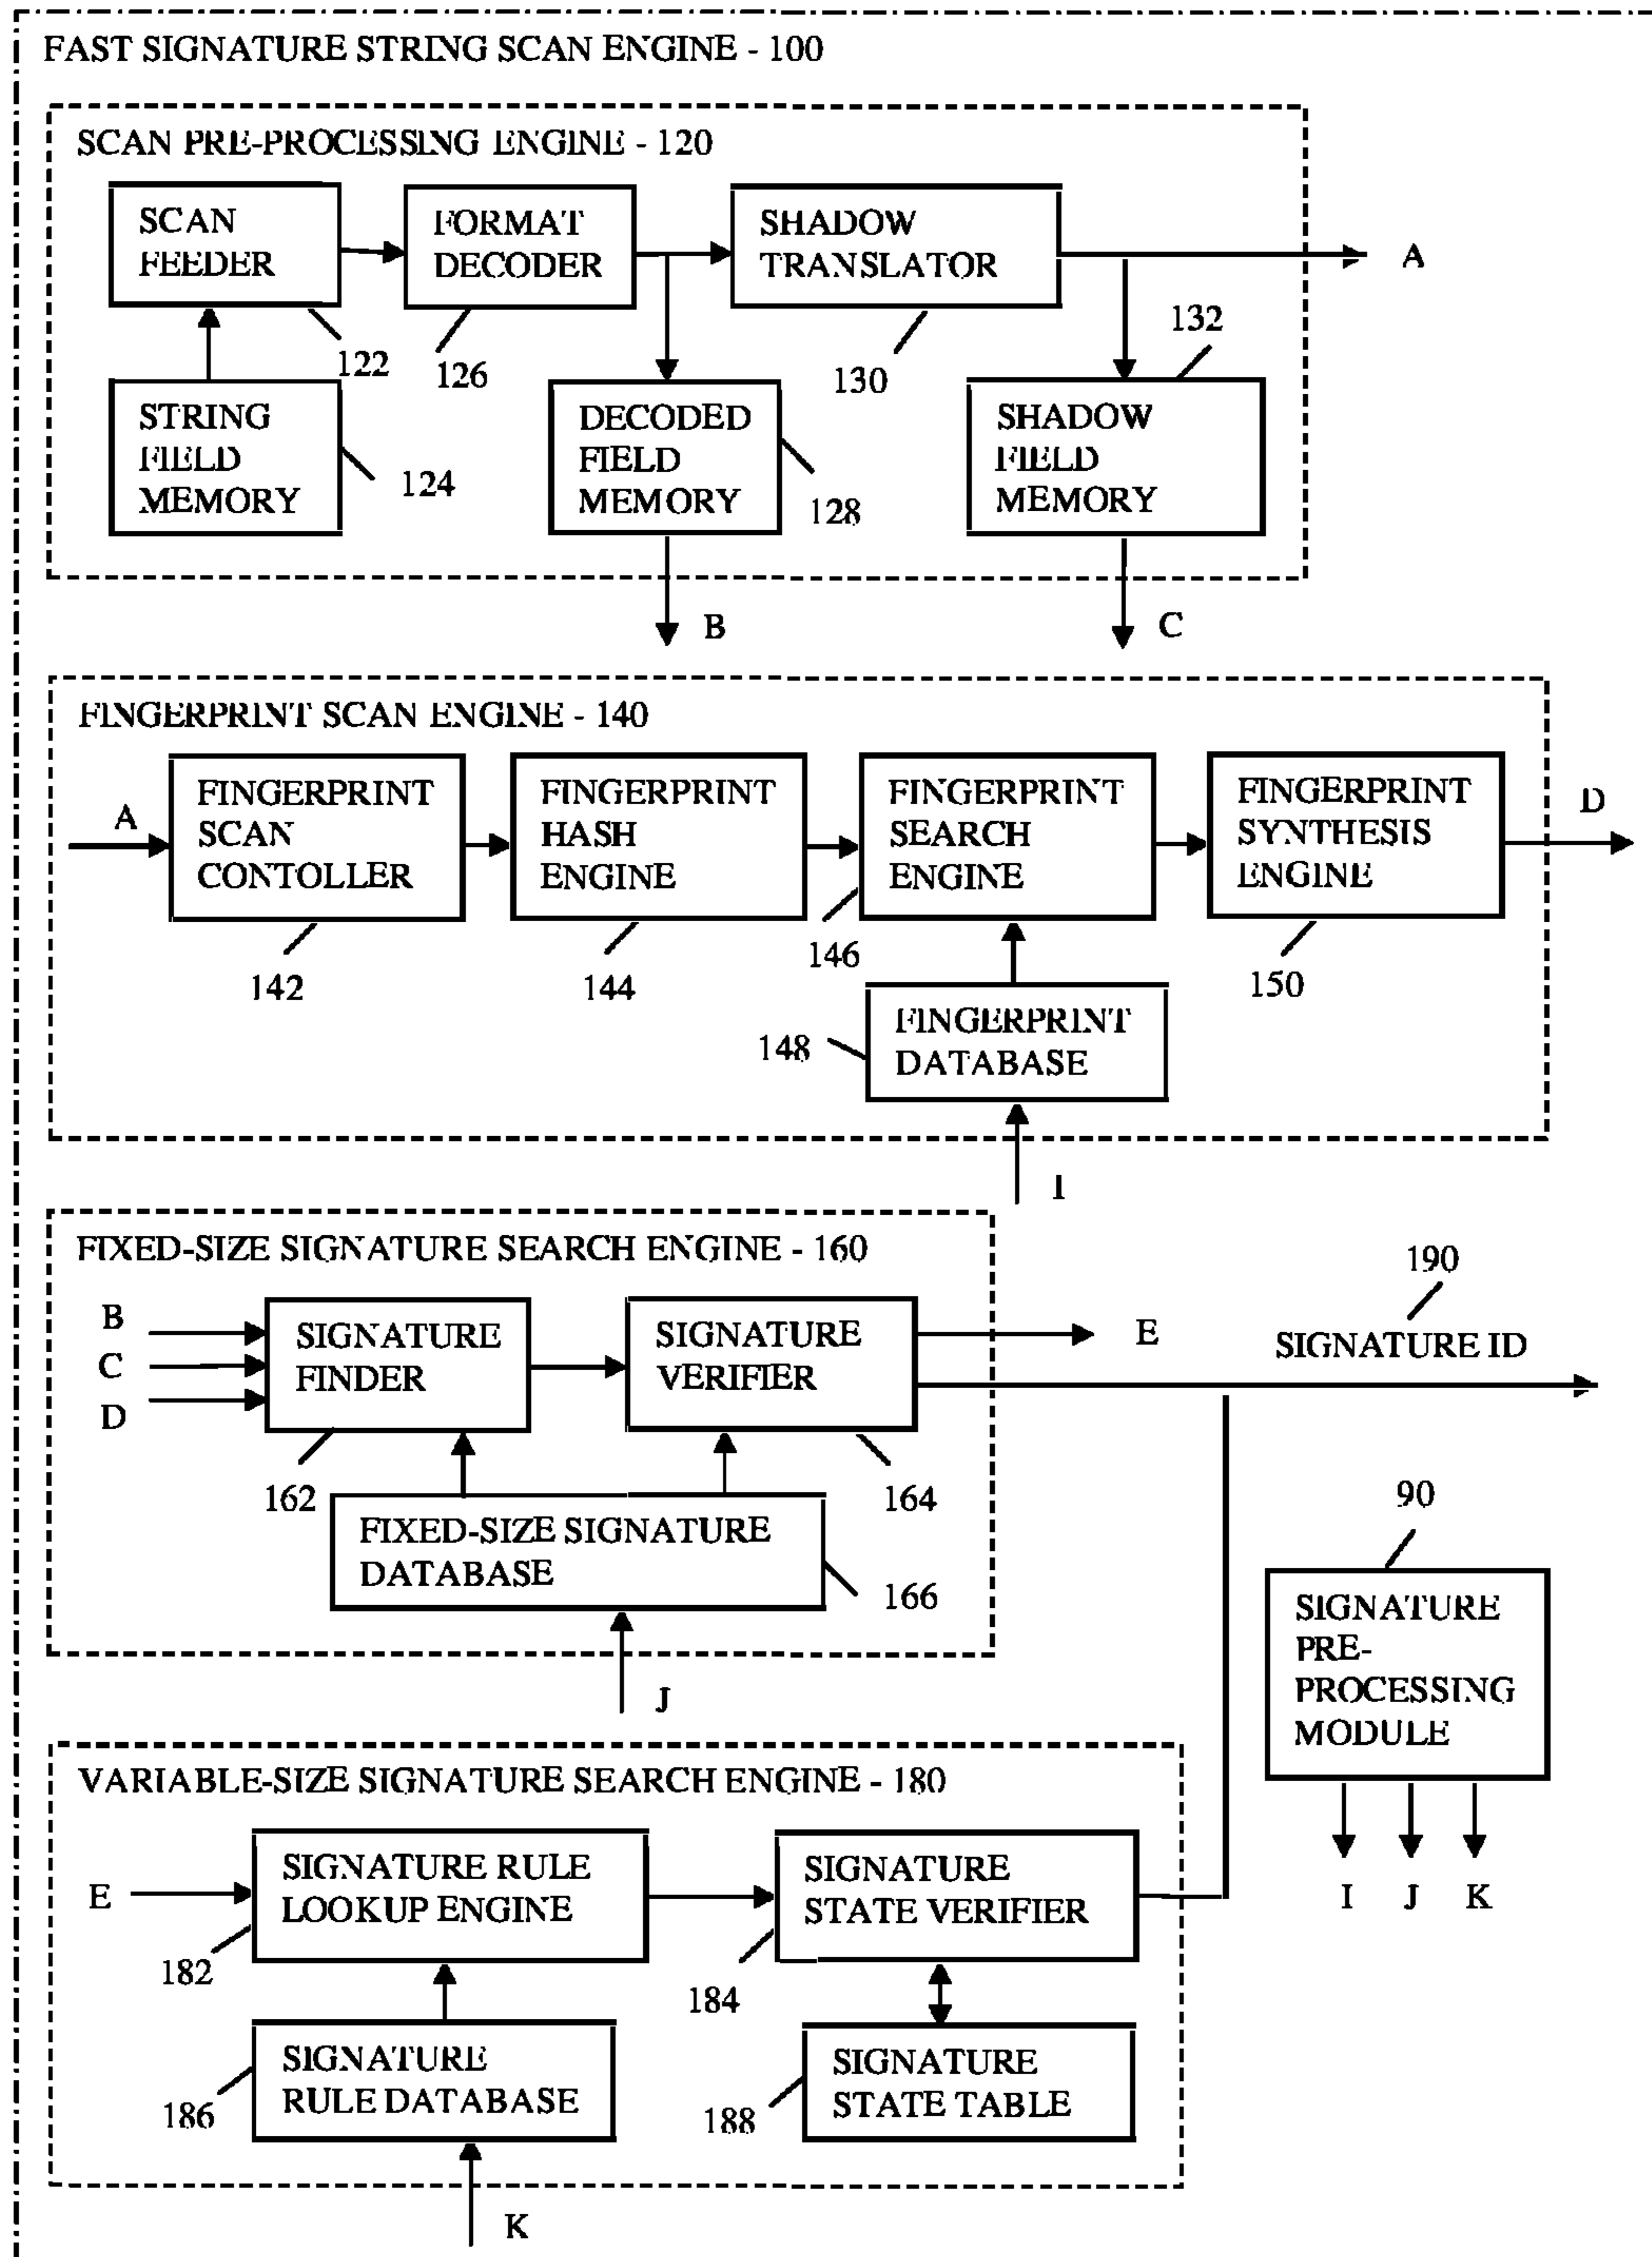 FAST SIGNATURE STRING SCAN ENGINE - 100
SCAN PRE-PROCESSING ENGINE - 120
SCAN
FEEDER
FORMAT
DECODER
SHADOW
TRANSLATOR
A
122
126
130
132
STRING
FIELD
MEMORY
124
DECODED
FIELD
MEMORY
128
SHADOW
FIELD
MEMORY
B
C
FINGERPRINT SCAN ENGINE - 140
A
FINGERPRINT
SCAN
CONTOLLER
FINGERPRINT
HASH
ENGINE
FINGERPRINT
SEARCH
ENGINE
FINGERPRINT
SYNTHESIS
ENGINE
D
142
144
146
150
148
FINGERPRINT
DATABASE
I
FIXED-SIZE SIGNATURE SEARCH ENGINE - 160
B
C
D
SIGNATURE
FINDER
SIGNATURE
VERIFIER
E
190
SIGNATURE ID
162
164
FIXED-SIZE SIGNATURE
DATABASE
166
J
90
SIGNATURE
PRE-
PROCESSING
MODULE
I
J
K
VARIABLE-SIZE SIGNATURE SEARCH ENGINE - 180
E
SIGNATURE RULE
LOOKUP ENGINE
SIGNATURE
STATE VERIFIER
182
184
SIGNATURE
RULE DATABASE
186
SIGNATURE
STATE TABLE
188
K